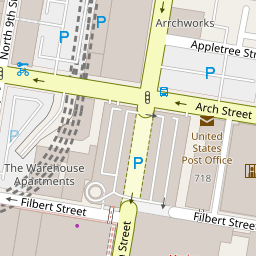 Arrchworks
North 9th S
Appletree St
P
P
Arch Street
P
United
States
Post Office
718
P
The Warehouse
Apartments
Filbert Street
Filbert Street
Street